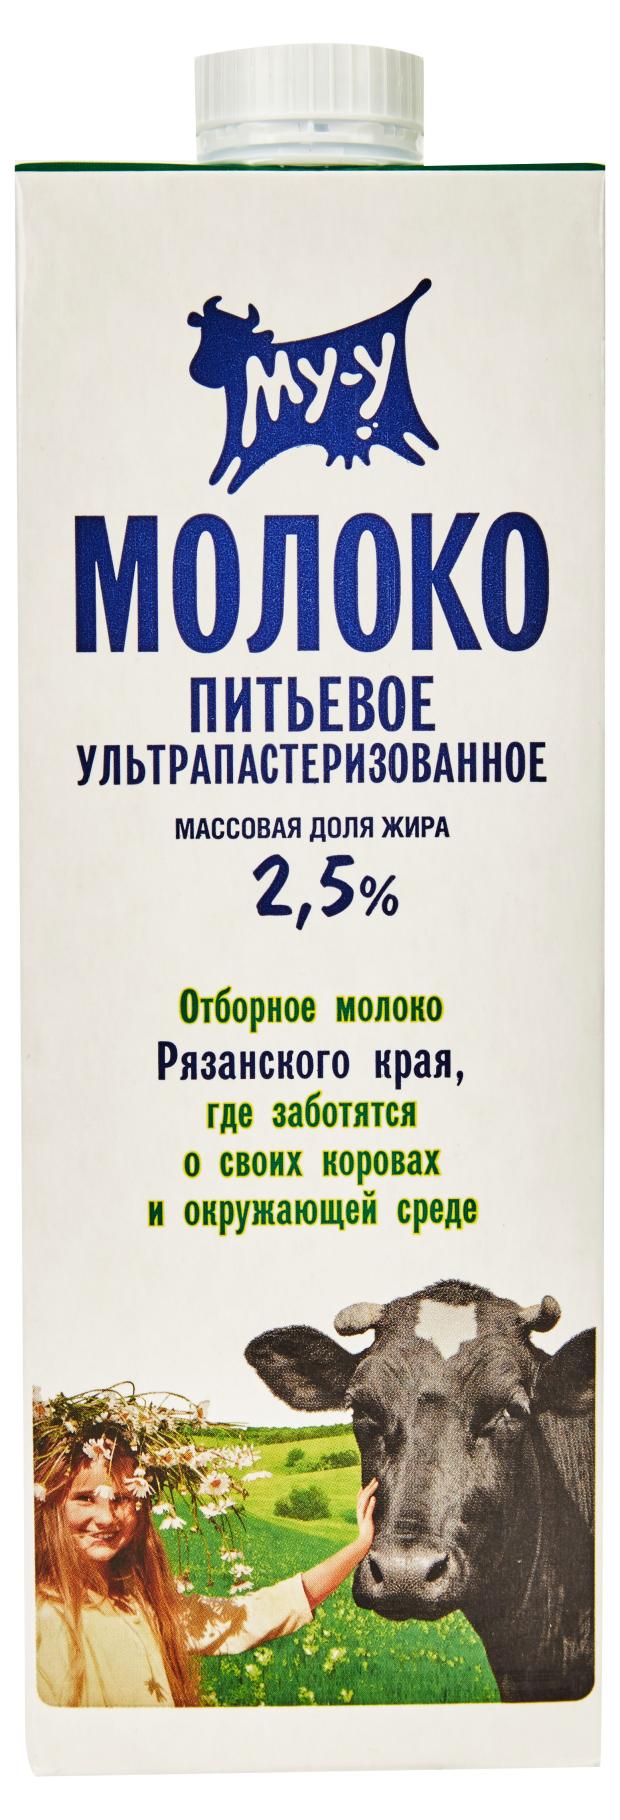 Му-у
МОЛОКО
ПИТЬЕВОЕ
УЛЬТРАПАСТЕРИЗОВАННОЕ
МАССОВАЯ ДОЛЯ ЖИРА
2,5%
Отборное молоко
Рязанского края,
где заботятся
о своих коровах
и окружающей среде